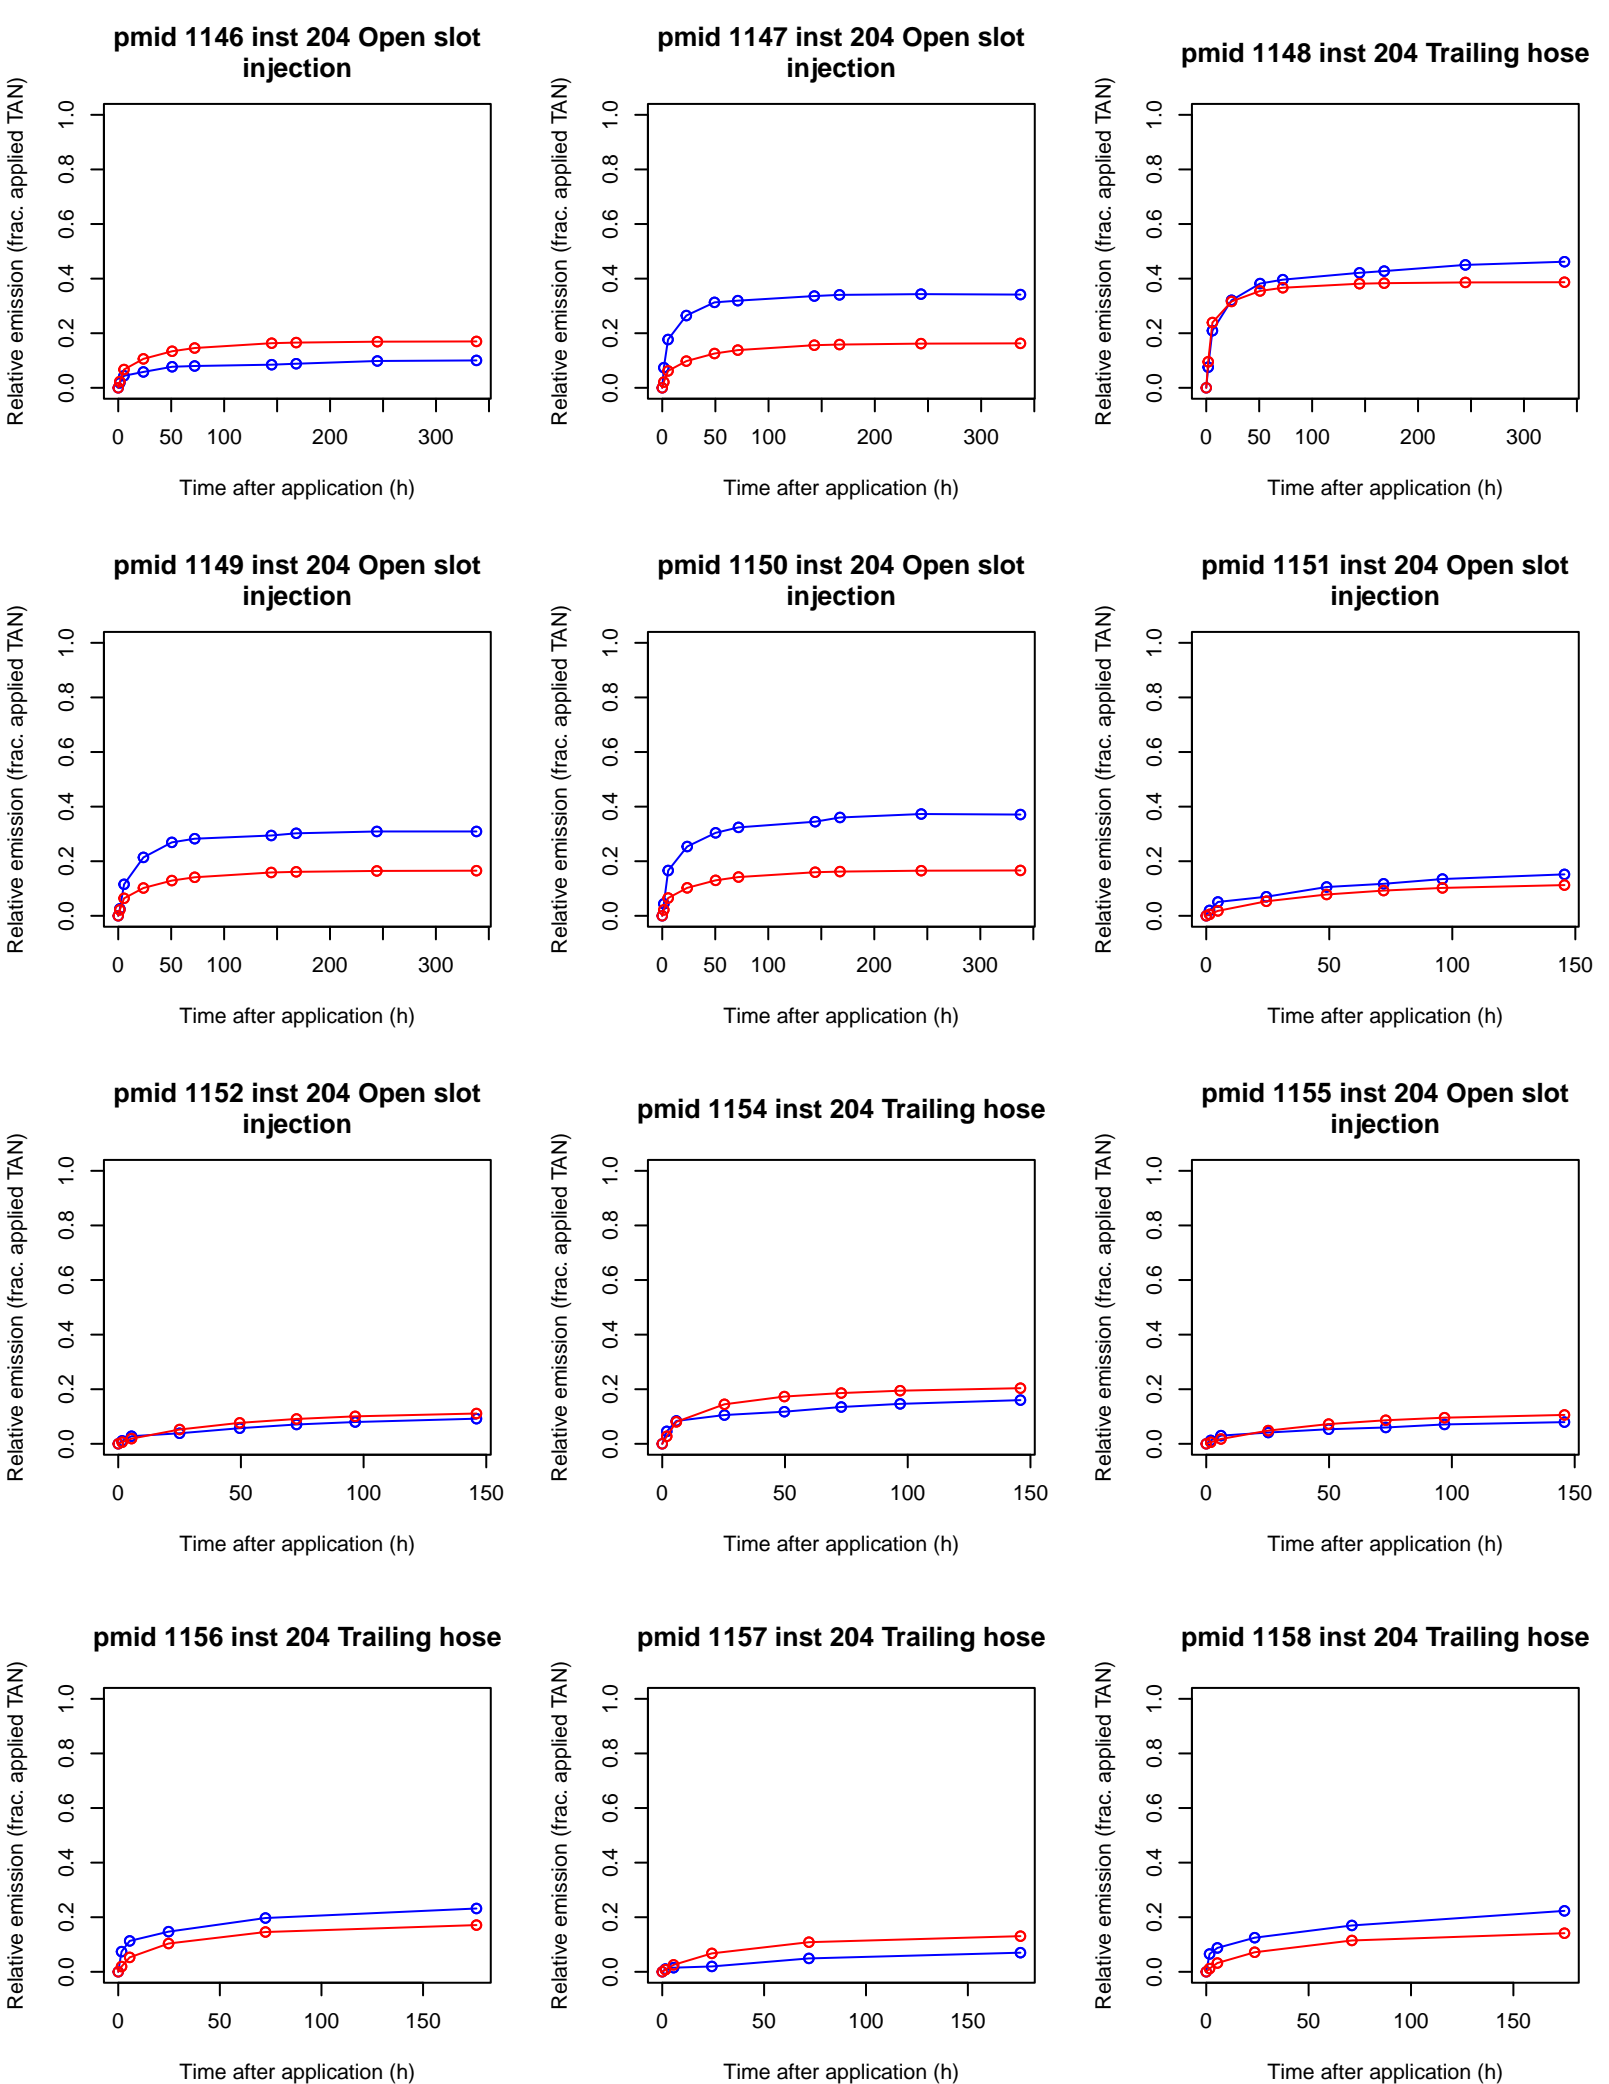 pmid 1146 inst 204 Open slot
injection
Relative emission (frac. applied TAN)
0.0 0.2 0.4 0.6 0.8 1.0
0 50 100 200 300
Time after application (h)
pmid 1147 inst 204 Open slot
injection
Relative emission (frac. applied TAN)
0.0 0.2 0.4 0.6 0.8 1.0
0 50 100 200 300
Time after application (h)
pmid 1148 inst 204 Trailing hose
Relative emission (frac. applied TAN)
0.0 0.2 0.4 0.6 0.8 1.0
0 50 100 200 300
Time after application (h)
pmid 1149 inst 204 Open slot
injection
Relative emission (frac. applied TAN)
0.0 0.2 0.4 0.6 0.8 1.0
0 50 100 200 300
Time after application (h)
pmid 1150 inst 204 Open slot
injection
Relative emission (frac. applied TAN)
0.0 0.2 0.4 0.6 0.8 1.0
0 50 100 200 300
Time after application (h)
pmid 1151 inst 204 Open slot
injection
Relative emission (frac. applied TAN)
0.0 0.2 0.4 0.6 0.8 1.0
0 50 100 150
Time after application (h)
pmid 1152 inst 204 Open slot
injection
Relative emission (frac. applied TAN)
0.0 0.2 0.4 0.6 0.8 1.0
0 50 100 150
Time after application (h)
pmid 1154 inst 204 Trailing hose
Relative emission (frac. applied TAN)
0.0 0.2 0.4 0.6 0.8 1.0
0 50 100 150
Time after application (h)
pmid 1155 inst 204 Open slot
injection
Relative emission (frac. applied TAN)
0.0 0.2 0.4 0.6 0.8 1.0
0 50 100 150
Time after application (h)
pmid 1156 inst 204 Trailing hose
Relative emission (frac. applied TAN)
0.0 0.2 0.4 0.6 0.8 1.0
0 50 100 150
Time after application (h)
pmid 1157 inst 204 Trailing hose
Relative emission (frac. applied TAN)
0.0 0.2 0.4 0.6 0.8 1.0
0 50 100 150
Time after application (h)
pmid 1158 inst 204 Trailing hose
Relative emission (frac. applied TAN)
0.0 0.2 0.4 0.6 0.8 1.0
0 50 100 150
Time after application (h)